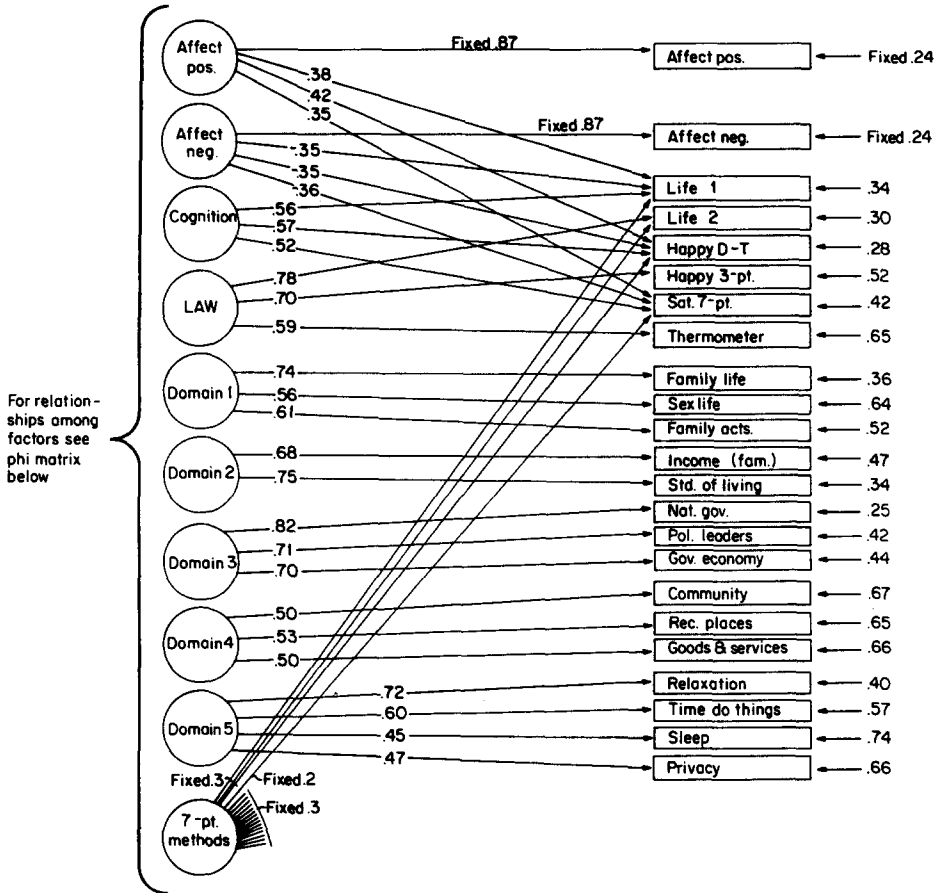 Affect pos.
Fixed .87
Affect pos.
Fixed .24
.38
.42
.35
Affect neg.
Fixed .87
Affect neg.
Fixed .24
.35
.35
.36
Life 1
.34
Cognition
.56
.57
.52
Life 2
.30
Happy D-T
.28
Happy 3-pt.
.52
LAW
.78
.70
.59
Sat. 7-pt.
.42
Thermometer
.65
For relation-
ships among
factors see
phi matrix
below
Domain 1
.74
.56
.61
Family life
.36
Sex life
.64
Family acts.
.52
Domain 2
.68
.75
Income (fam.)
.47
Std. of living
.34
Domain 3
.82
.71
.70
Nat. gov.
.25
Pol. leaders
.42
Gov. economy
.44
Domain 4
.50
.53
.50
Community
.67
Rec. places
.65
Goods & services
.66
Domain 5
.72
.60
.45
.47
Relaxation
.40
Time do things
.57
Sleep
.74
Privacy
.66
Fixed .3
Fixed .2
Fixed .3
7-pt.
methods